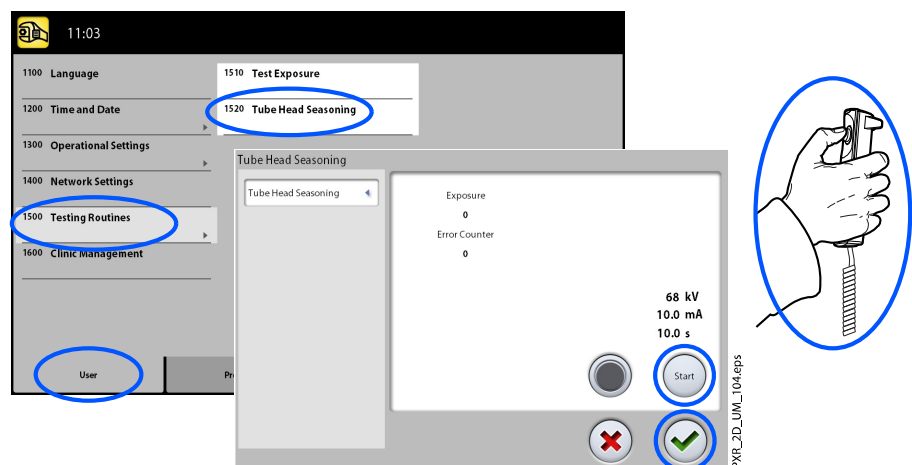 11:03
1100 Language
1510 Test Exposure
1200 Time and Date
1520 Tube Head Seasoning
1300 Operational Settings
1400 Network Settings
1500 Testing Routines
1600 Clinic Management
User
Pr
Tube Head Seasoning
Tube Head Seasoning
Exposure
0
Error Counter
0
68 kV
10.0 mA
10.0 s
Start
PXR_2D_UM_104.eps